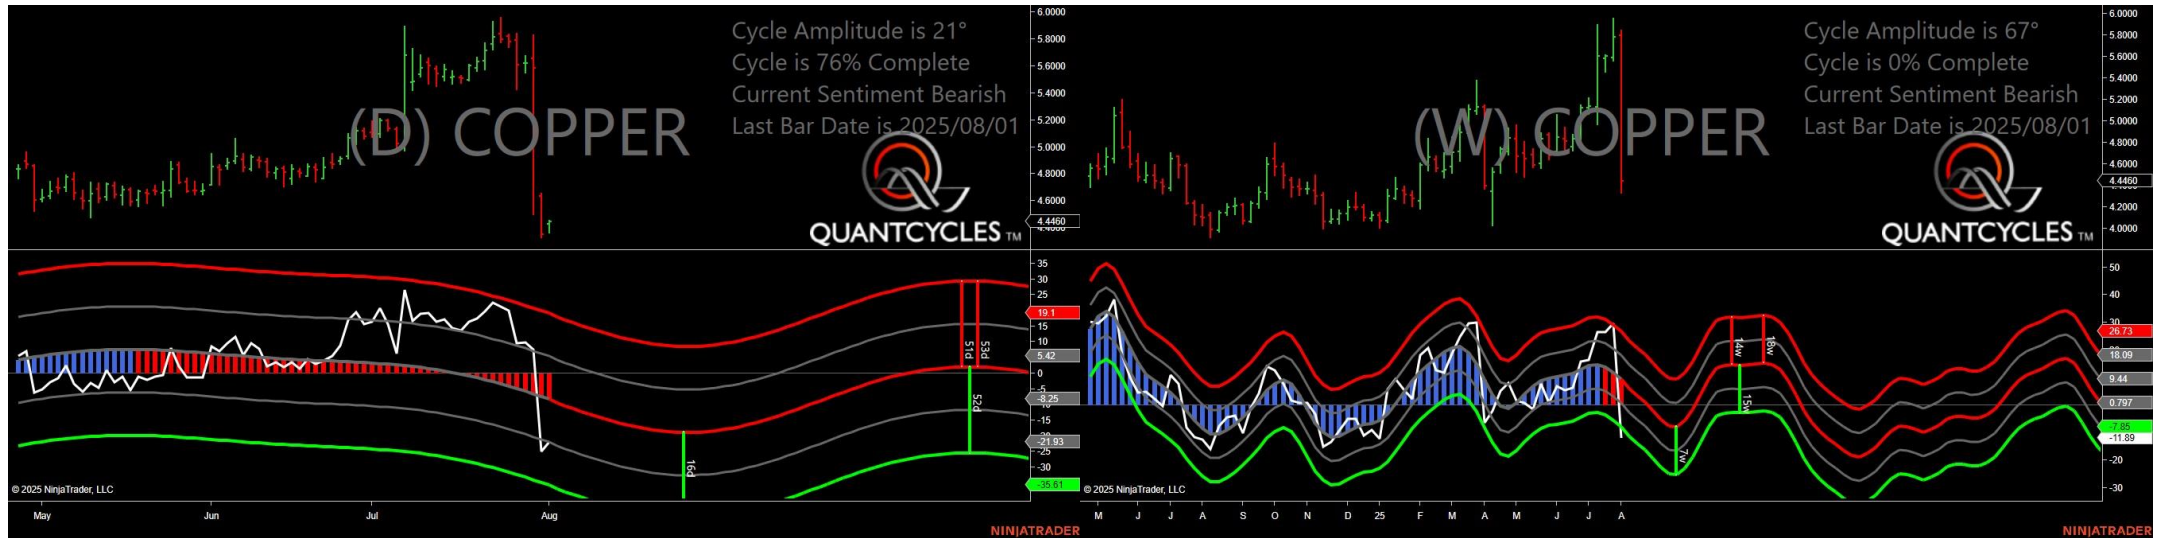 (D) COPPER
Cycle Amplitude is 21°
Cycle is 76% Complete
Current Sentiment Bearish
Last Bar Date is 2025/08/01
QUANTCYCLES TM
6.0000
5.8000
5.6000
5.4000
5.2000
5.0000
4.8000
4.6000
4.4460
35
30
25
19.1
15
10
5.42
0
-5
-8.25
-15
-21.93
-25
-30
-35.61
51d
53d
52d
16d
© 2025 NinjaTrader, LLC
May Jun Jul Aug
NINJATRADER
(W) COPPER
Cycle Amplitude is 67°
Cycle is 0% Complete
Current Sentiment Bearish
Last Bar Date is 2025/08/01
QUANTCYCLES TM
6.0000
5.8000
5.6000
5.4000
5.2000
5.0000
4.8000
4.6000
4.4460
4.2000
4.0000
50
40
30
26.73
18.09
9.44
0.797
-7.85
-11.89
-20
-30
14w
18w
15w
7w
© 2025 NinjaTrader, LLC
M J J A S O N D 25 F M A M J J A
NINJATRADER